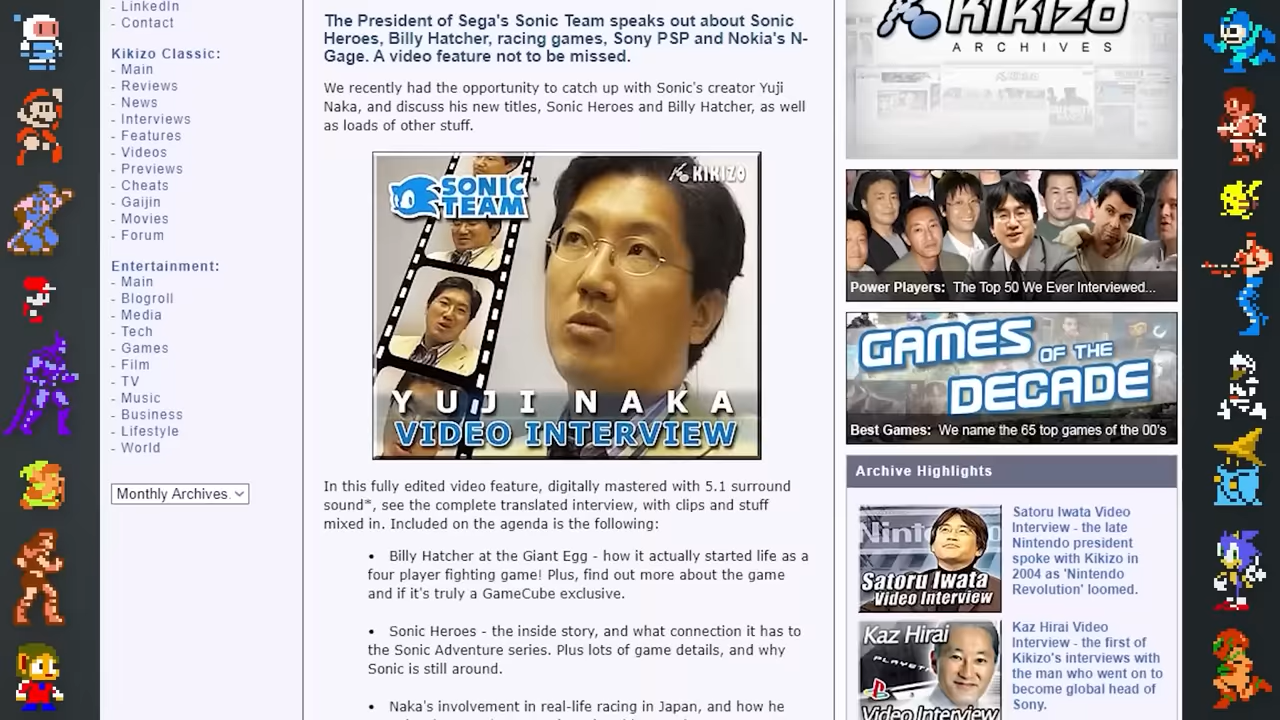 - LinkedIn
- Contact
Kikizo Classic:
- Main
- Reviews
- News
- Interviews
- Features
- Videos
- Previews
- Cheats
- Gaijin
- Movies
- Forum
Entertainment:
- Main
- Blogroll
- Media
- Tech
- Games
- Film
- TV
- Music
- Business
- Lifestyle
- World
Monthly Archives
The President of Sega's Sonic Team speaks out about Sonic
Heroes, Billy Hatcher, racing games, Sony PSP and Nokia's N-
Gage. A video feature not to be missed.
We recently had the opportunity to catch up with Sonic's creator Yuji
Naka, and discuss his new titles, Sonic Heroes and Billy Hatcher, as well
as loads of other stuff.
SONIC
TEAM
KIKIZO
YUJI NAKA
VIDEO INTERVIEW
In this fully edited video feature, digitally mastered with 5.1 surround
sound*, see the complete translated interview, with clips and stuff
mixed in. Included on the agenda is the following:
• Billy Hatcher at the Giant Egg - how it actually started life as a
four player fighting game! Plus, find out more about the game
and if it's truly a GameCube exclusive.
• Sonic Heroes - the inside story, and what connection it has to
the Sonic Adventure series. Plus lots of game details, and why
Sonic is still around.
• Naka's involvement in real-life racing in Japan, and how he
KIKIZO
ARCHIVES
Power Players: The Top 50 We Ever Interviewed...
GAMES
OF THE
DECADE
Best Games: We name the 65 top games of the 00's
Archive Highlights
Satoru Iwata
Video Interview
Satoru Iwata Video
Interview - the late
Nintendo president
spoke with Kikizo in
2004 as 'Nintendo
Revolution' loomed.
Kaz Hirai
Video Interview
Kaz Hirai Video
Interview - the first of
Kikizo's interviews with
the man who went on to
become global head of
Sony.